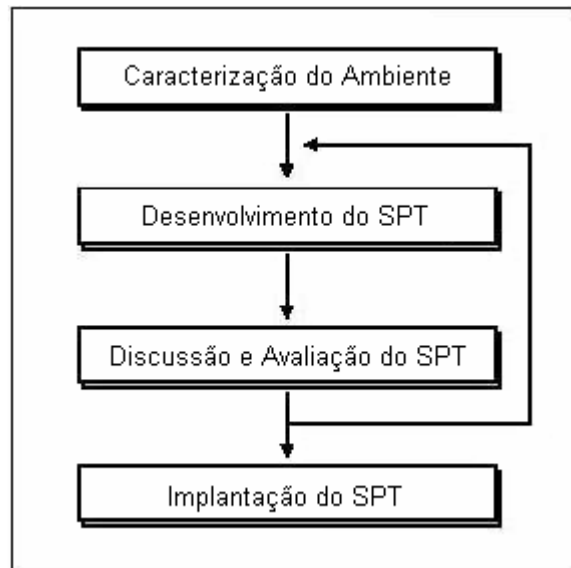 Caracterização do Ambiente
Desenvolvimento do SPT
Discussão e Avaliação do SPT
Implantação do SPT